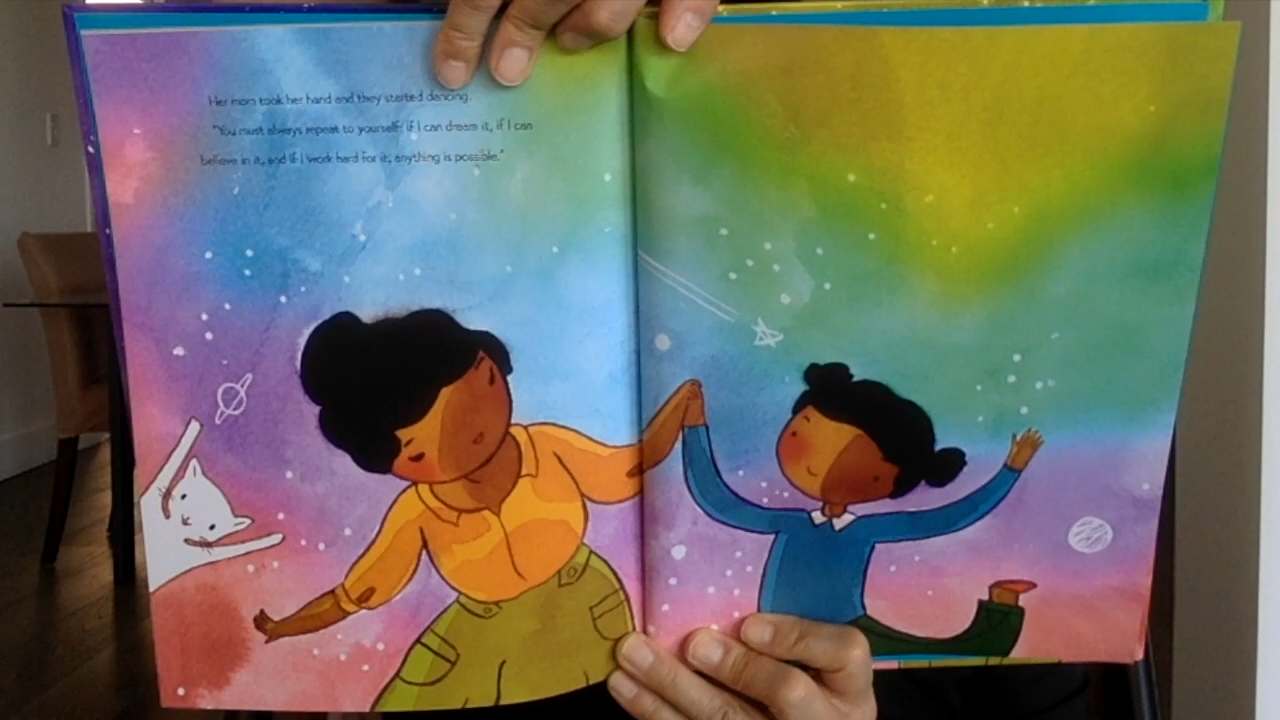 Her mom took her hand and they started dancing.
"You must always repeat to yourself: if I can dream it, if I can
believe in it, and if I work hard for it, anything is possible."